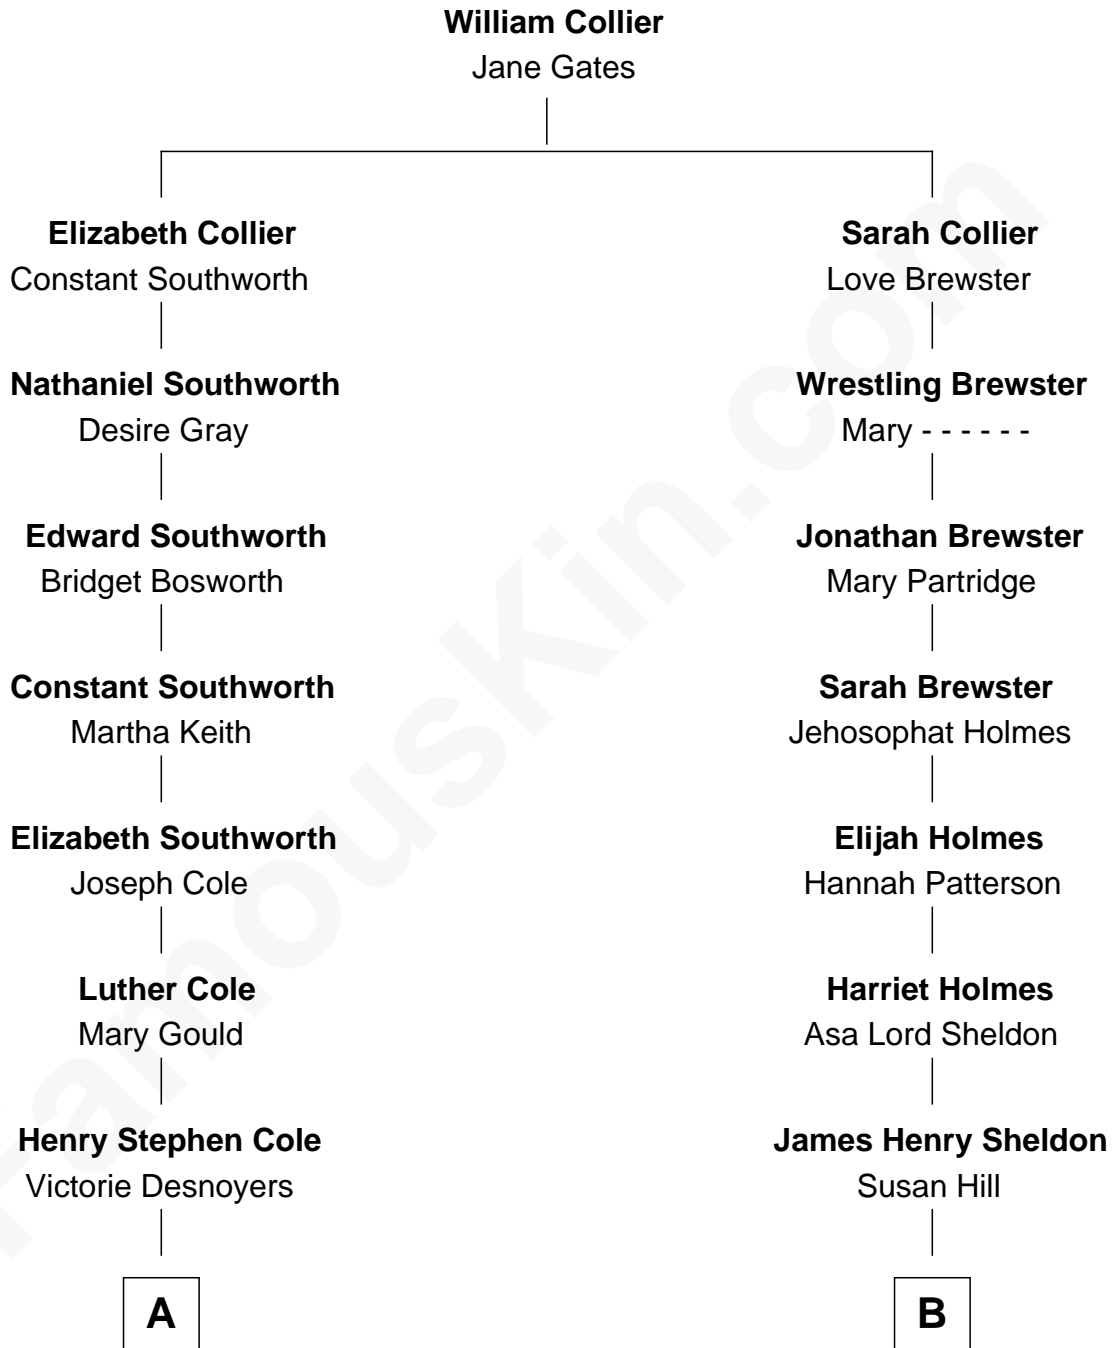 William Collier
Jane Gates
Elizabeth Collier
Constant Southworth
Sarah Collier
Love Brewster
Nathaniel Southworth
Desire Gray
Wrestling Brewster
Mary - - - - - -
Edward Southworth
Bridget Bosworth
Jonathan Brewster
Mary Partridge
Constant Southworth
Martha Keith
Sarah Brewster
Jehosophat Holmes
Elizabeth Southworth
Joseph Cole
Elijah Holmes
Hannah Patterson
Luther Cole
Mary Gould
Harriet Holmes
Asa Lord Sheldon
Henry Stephen Cole
Victorie Desnoyers
James Henry Sheldon
Susan Hill
A
B
FamousKin.com